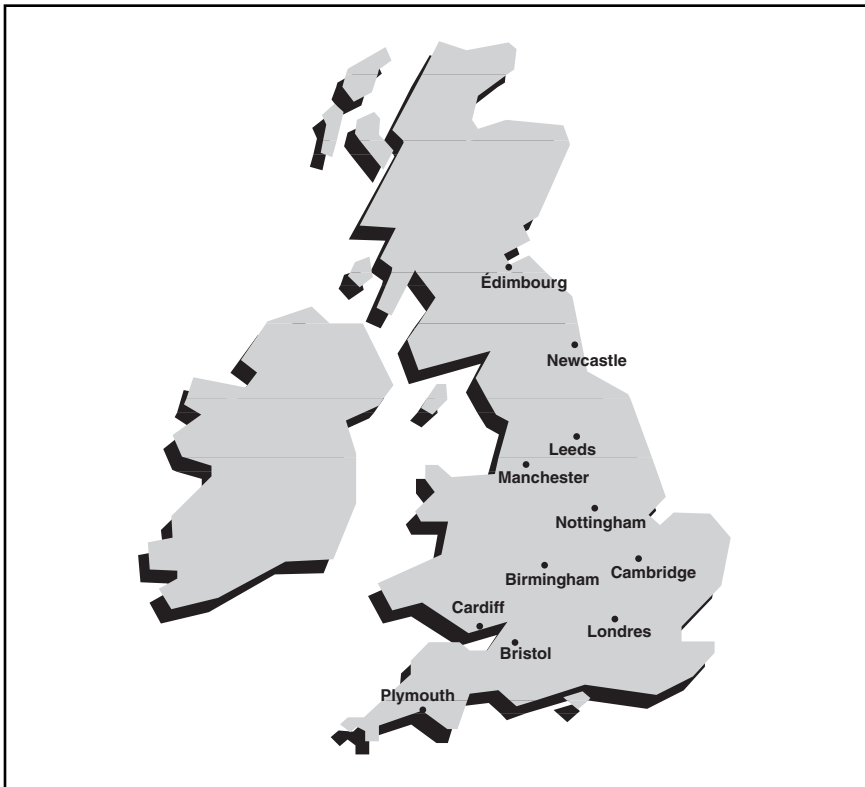 Édimbourg
Newcastle
Leeds
Manchester
Nottingham
Birmingham
Cambridge
Cardiff
Londres
Bristol
Plymouth